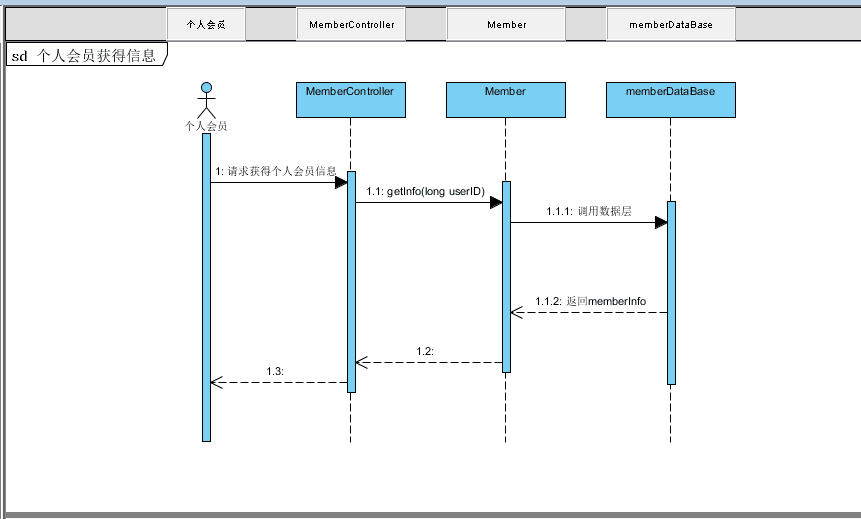 个人会员 MemberController Member memberDataBase
sd 个人会员获得信息
MemberController Member memberDataBase
个人会员
1: 请求获得个人会员信息
1.1: getInfo(long userID)
1.1.1: 调用数据层
1.1.2: 返回memberInfo
1.2:
1.3: